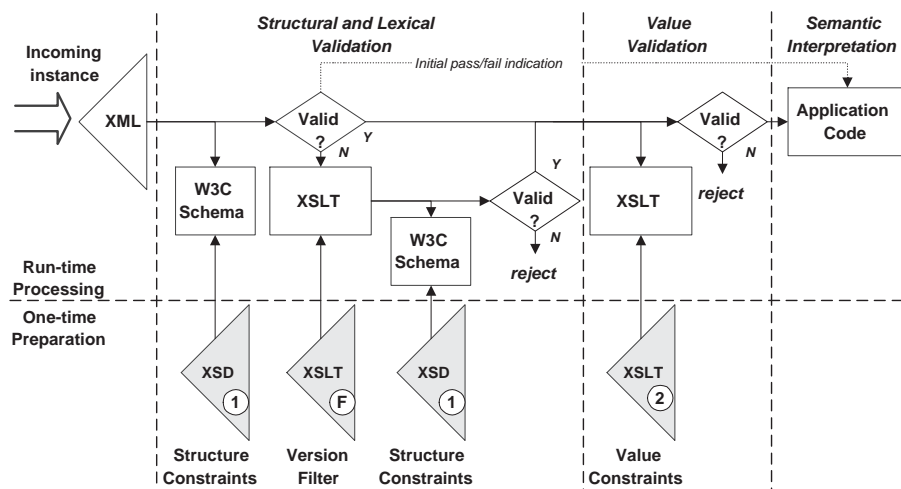 Structural and Lexical
Validation
Value
Validation
Semantic
Interpretation
Incoming
instance
Initial pass/fail indication
XML
Valid
?
Y
N
Valid
?
N
reject
Application
Code
W3C
Schema
XSLT
Valid
?
Y
N
reject
XSLT
W3C
Schema
Run-time
Processing
One-time
Preparation
XSD
1
XSLT
F
XSD
1
XSLT
2
Structure
Constraints
Version
Filter
Structure
Constraints
Value
Constraints